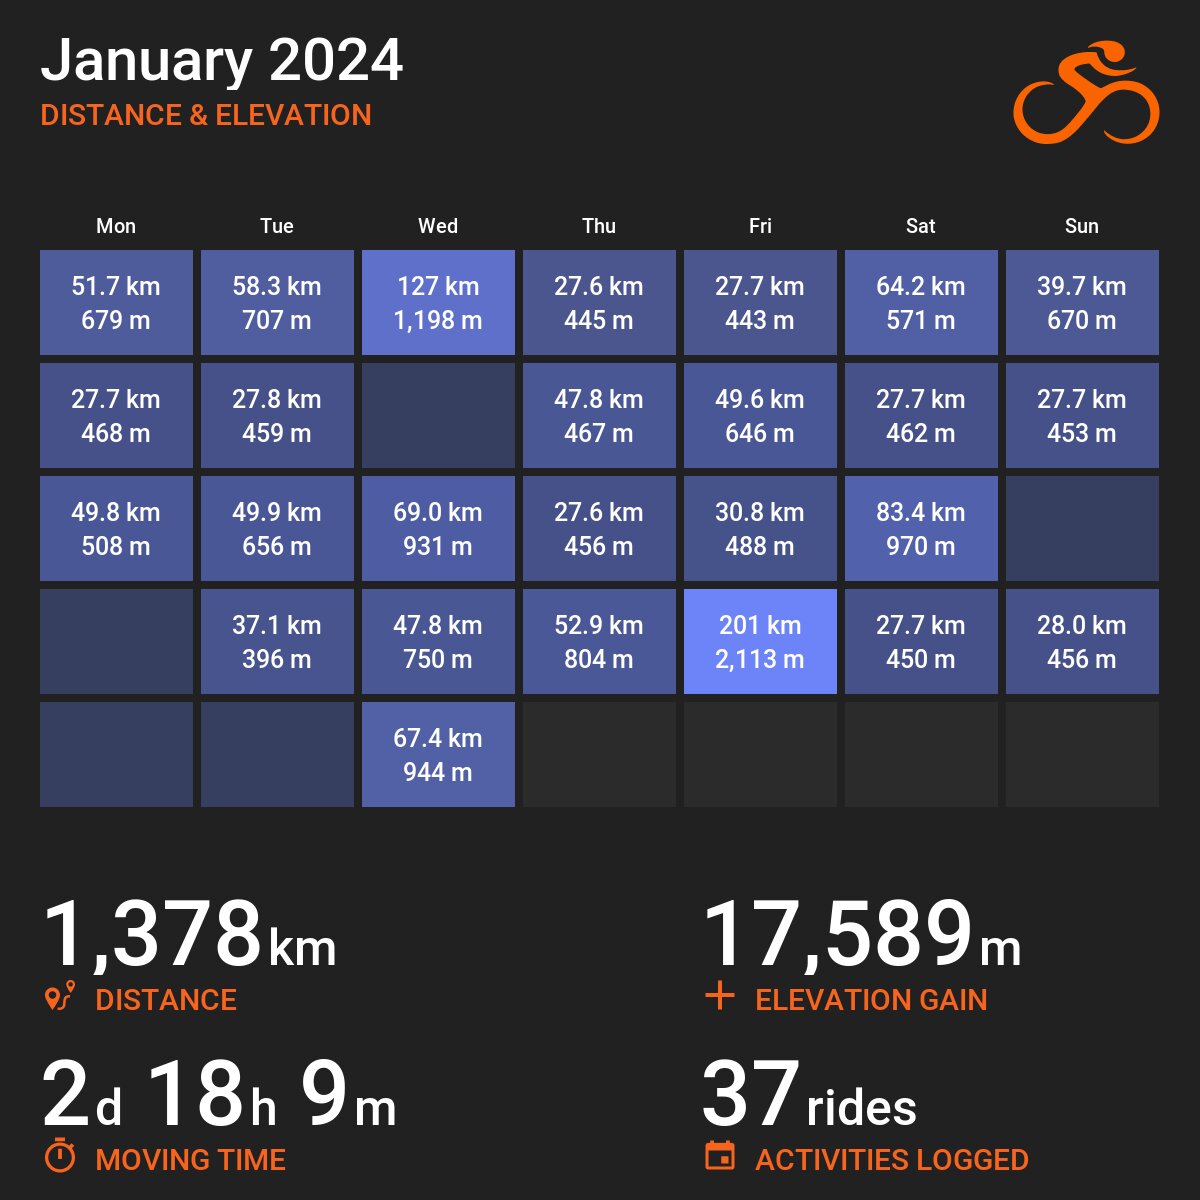 January 2024
DISTANCE & ELEVATION
Mon Tue Wed Thu Fri Sat Sun
51.7 km 58.3 km 127 km 27.6 km 27.7 km 64.2 km 39.7 km
679 m 707 m 1,198 m 445 m 443 m 571 m 670 m
27.7 km 27.8 km 47.8 km 49.6 km 27.7 km 27.7 km
468 m 459 m 467 m 646 m 462 m 453 m
49.8 km 49.9 km 69.0 km 27.6 km 30.8 km 83.4 km
508 m 656 m 931 m 456 m 488 m 970 m
37.1 km 47.8 km 52.9 km 201 km 27.7 km 28.0 km
396 m 750 m 804 m 2,113 m 450 m 456 m
67.4 km
944 m
1,378 km 17,589 m
DISTANCE ELEVATION GAIN
2d 18h 9m 37 rides
MOVING TIME ACTIVITIES LOGGED